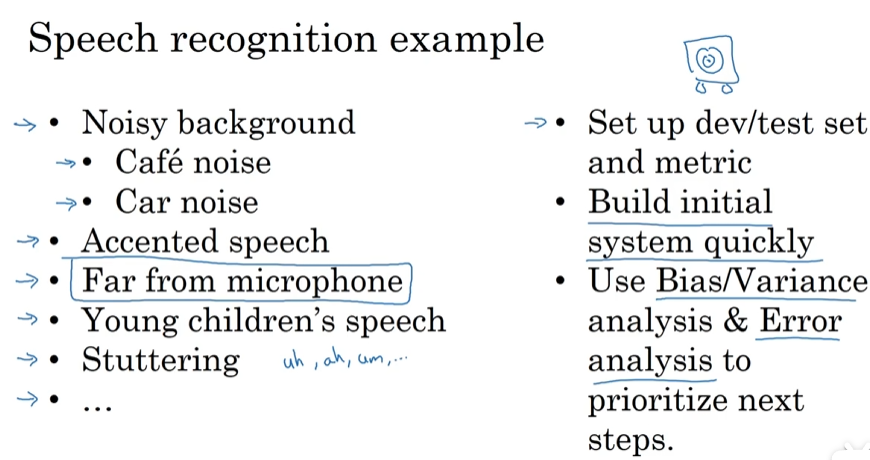 Speech recognition example
→ • Noisy background
→ • Café noise
→ • Car noise
→ • Accented speech
→ • Far from microphone
→ • Young children's speech
→ • Stuttering uh, ah, um, ...
→ • ...
→ • Set up dev/test set
and metric
• Build initial
system quickly
• Use Bias/Variance
analysis & Error
analysis to
prioritize next
steps.